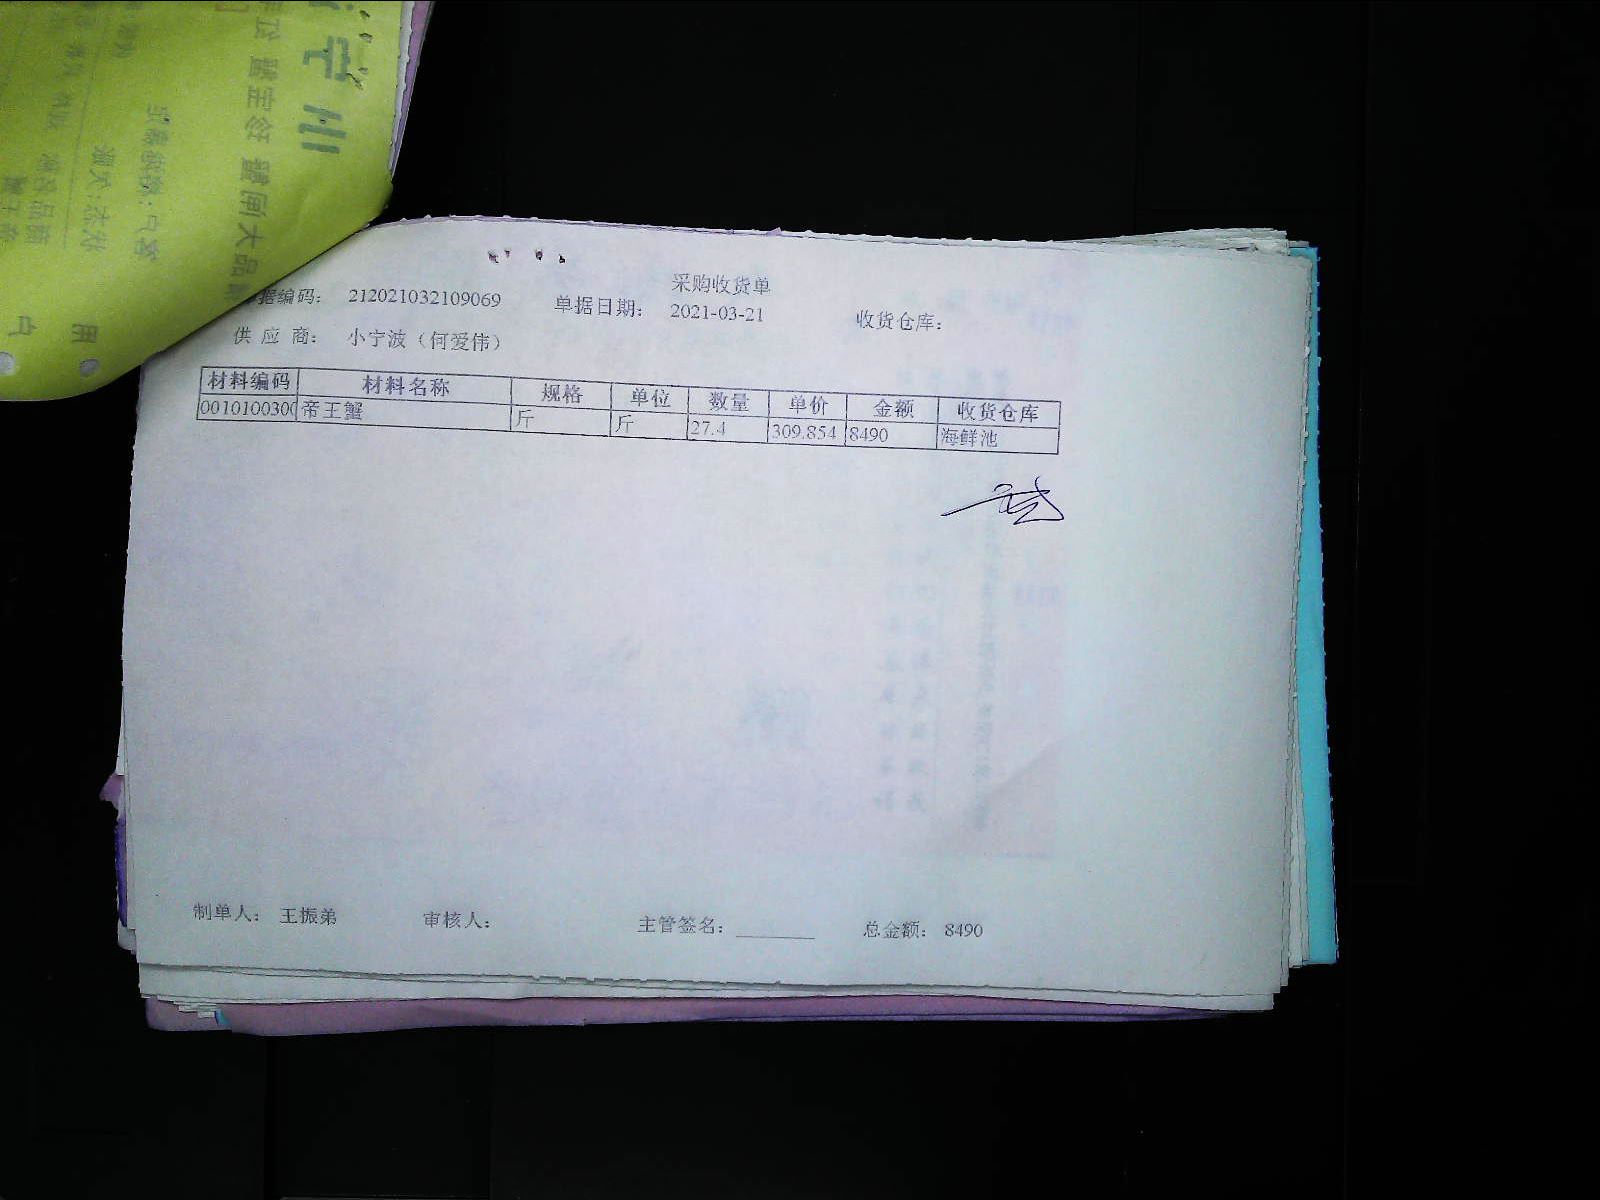 采购收货单
据编码： 212021032109069 单据日期： 2021-03-21 收货仓库：
供 应 商： 小宁波（何爱伟）
材料编码 材料名称 规格 单位 数量 单价 金额 收货仓库
0010100300 帝王蟹 斤 斤 27.4 309.854 8490 海鲜池
制单人： 王振弟 审核人： 主管签名：________ 总金额： 8490